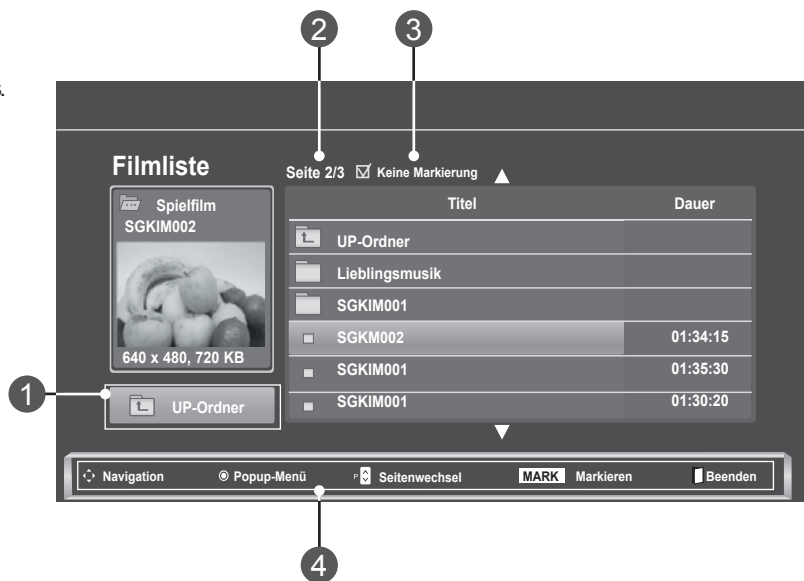 2
3
Filmliste
Seite 2/3 Keine Markierung
Spielfilm
SGKIM002
640 x 480, 720 KB
1
UP-Ordner
Titel Dauer
UP-Ordner
Lieblingsmusik
SGKIM001
SGKM002 01:34:15
SGKIM001 01:35:30
SGKIM001 01:30:20
Navigation Popup-Menü P Seitenwechsel MARK Markieren Beenden
4